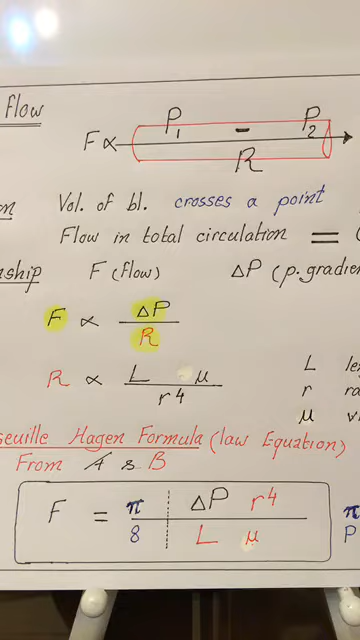 flow
P1 - P2
F ∝
R
Vol. of bl. crosses a point
Flow in total circulation =
F (flow) ΔP (p. gradien
F ∝ ΔP / R
R ∝ L μ / r⁴
L
r
μ
Hagen Formula (law Equation)
From A & B
F = π/8 ΔP r⁴ / L μ
π
P